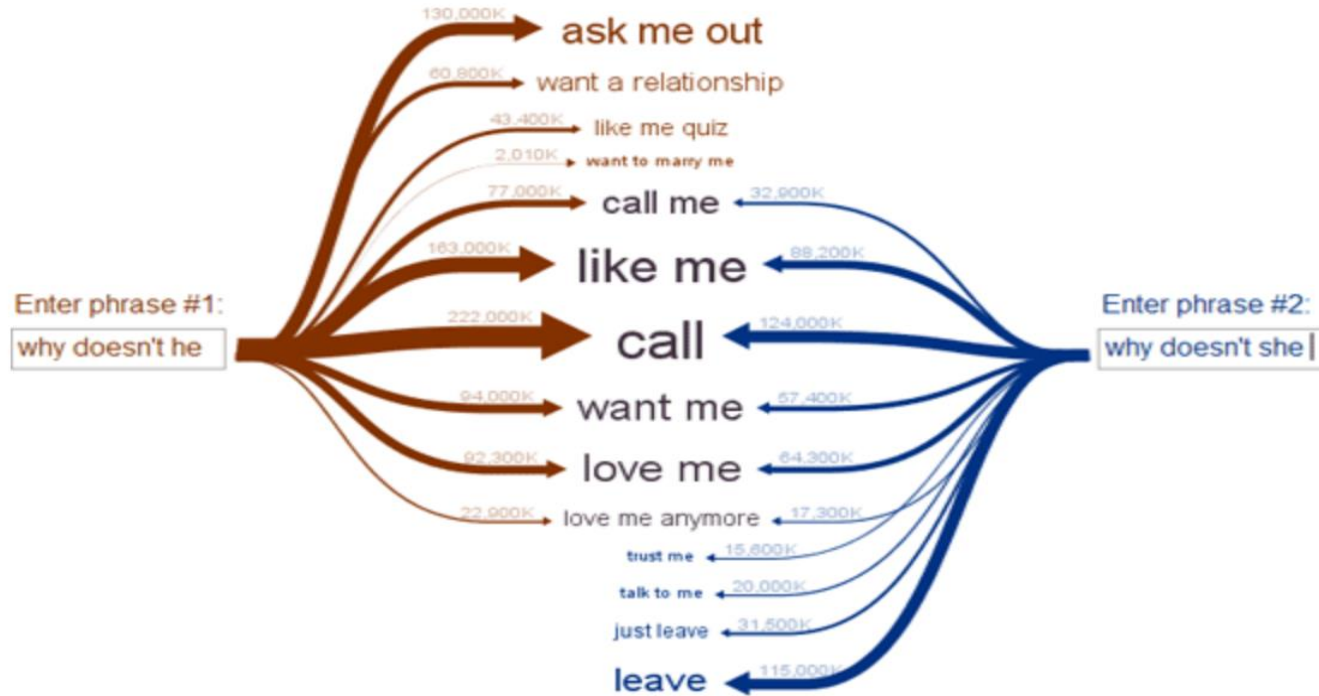 130,000K ask me out
60,800K want a relationship
43,400K like me quiz
2,010K want to marry me
77,000K call me 32,900K
163,000K like me 88,200K
Enter phrase #1: Enter phrase #2:
222,000K call 124,000K
why doesn't he why doesn't she
94,000K want me 57,400K
92,300K love me 64,300K
22,900K love me anymore 17,300K
trust me 15,600K
talk to me 20,000K
just leave 31,500K
leave 115,000K